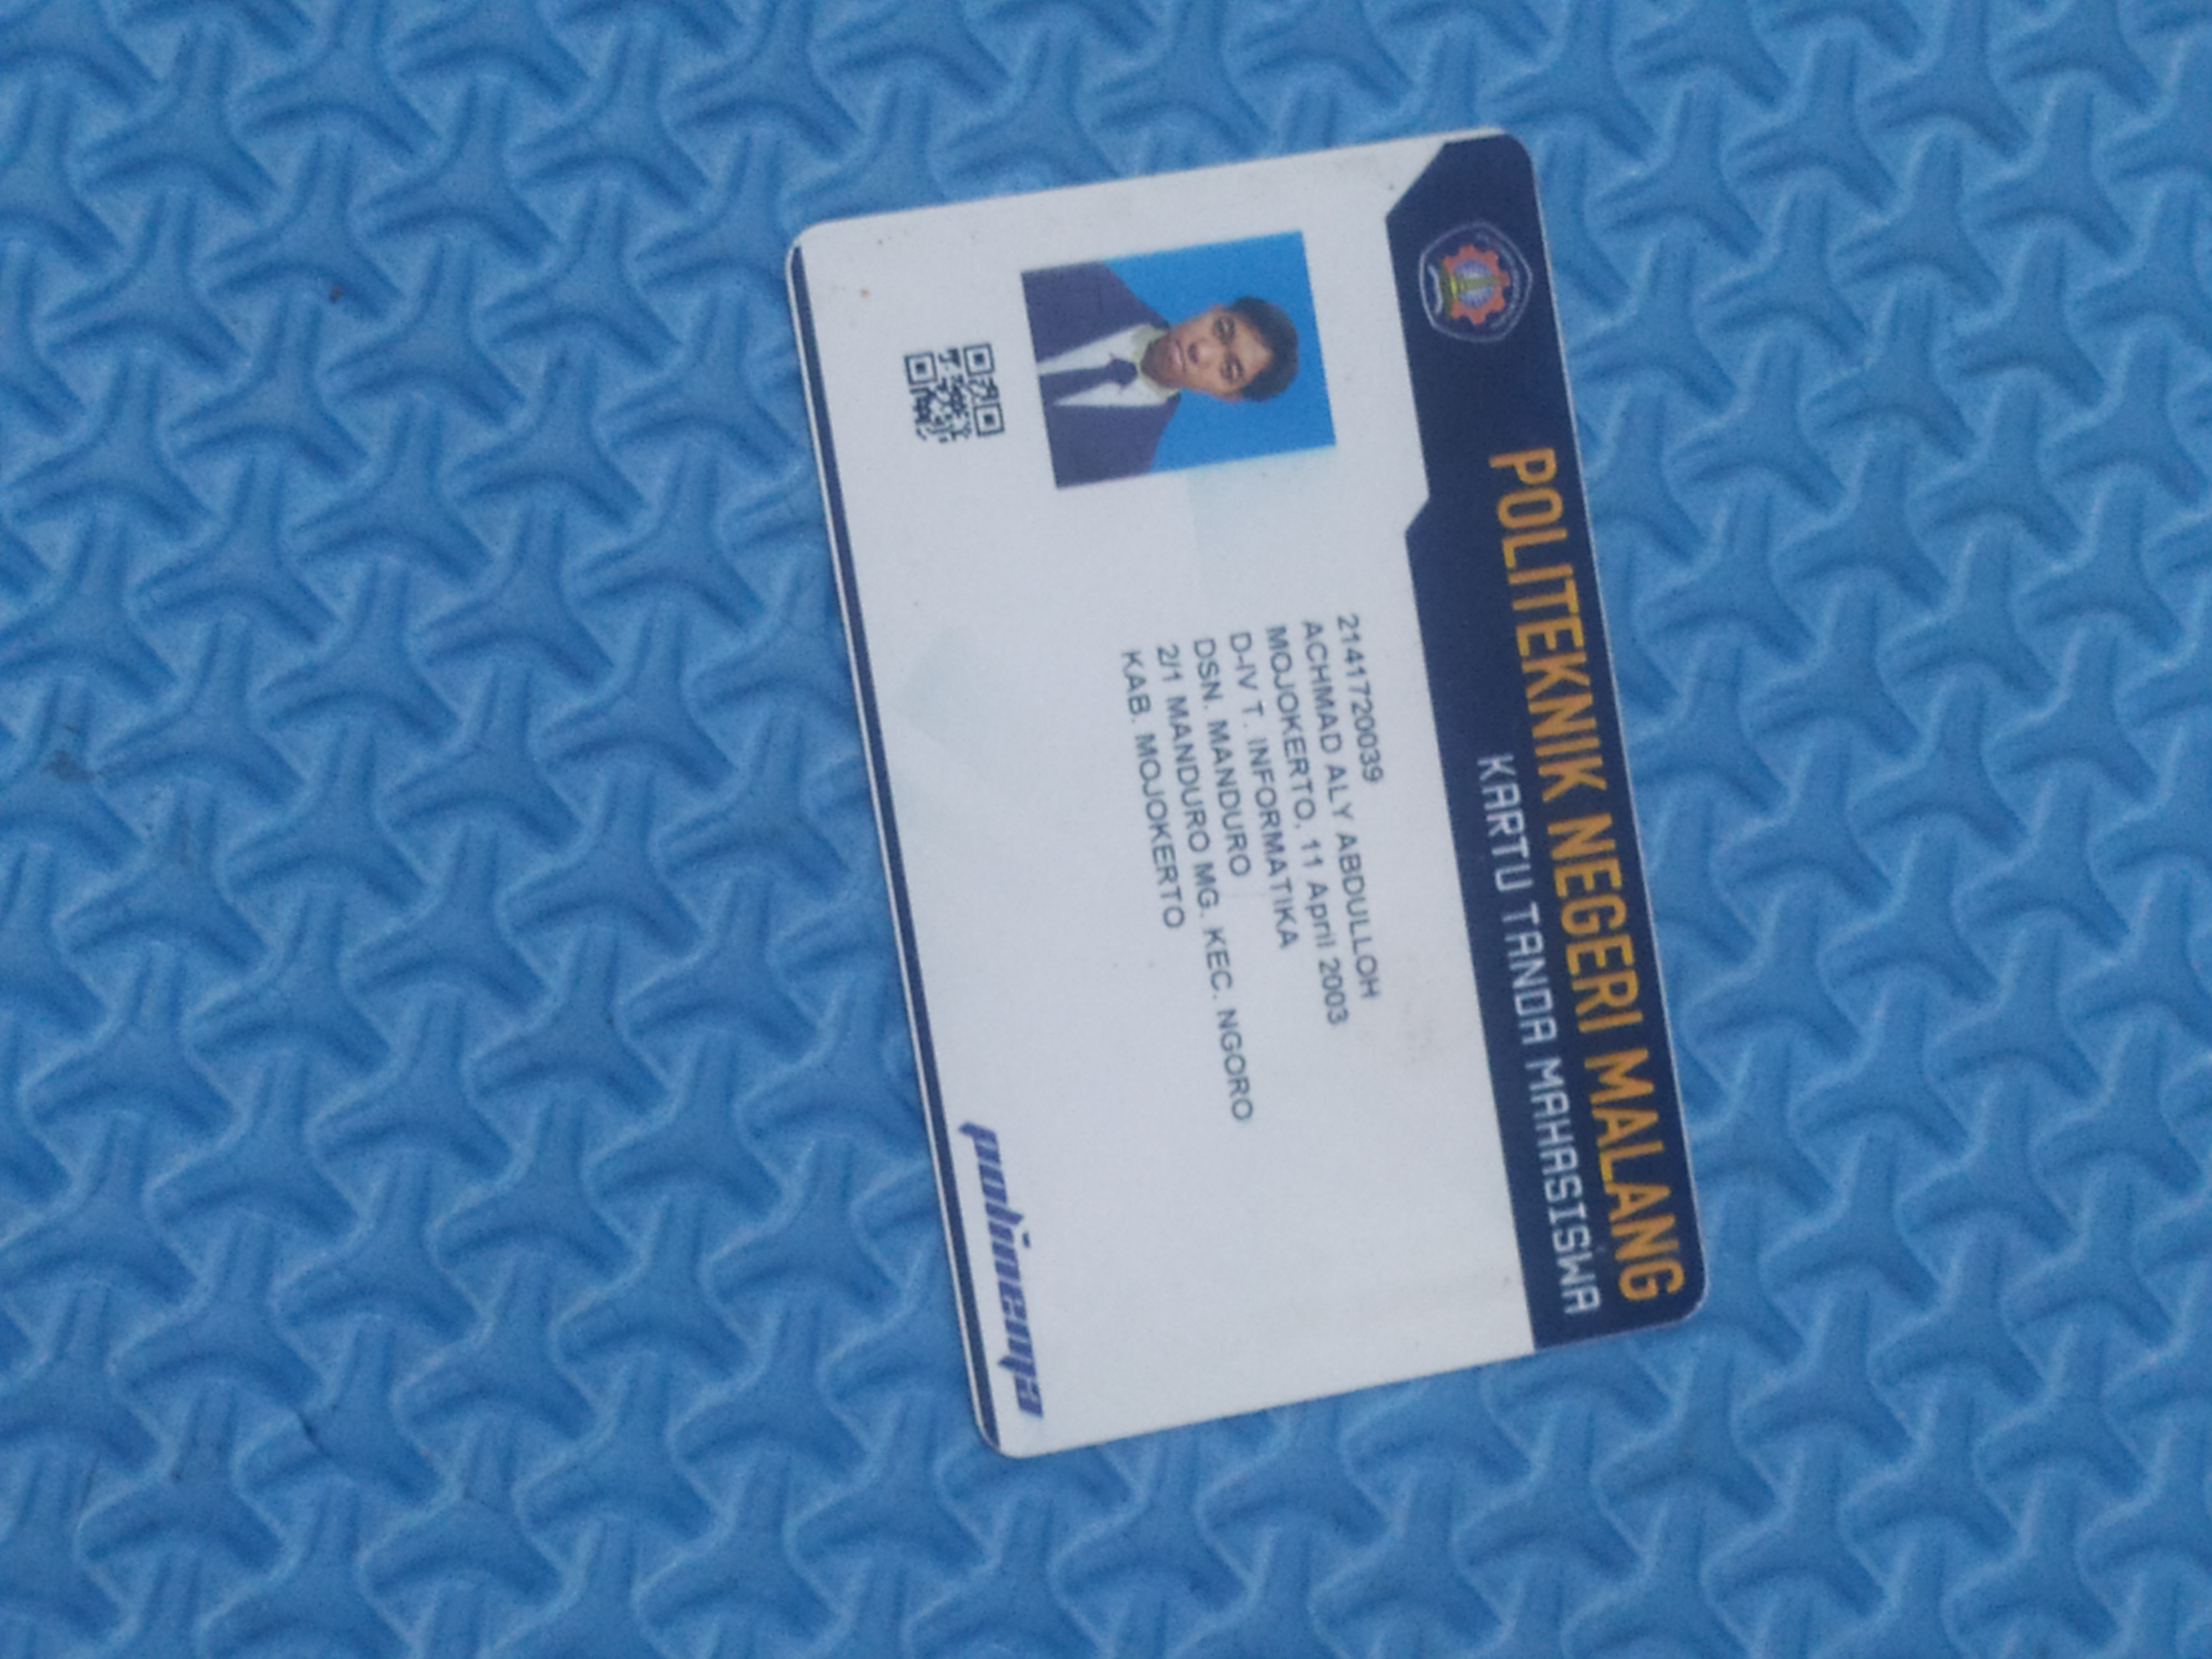 POLITEKNIK NEGERI MALANG
KARTU TANDA MAHASISWA
2141720039
ACHMAD ALY ABDULLOH
MOJOKERTO, 11 April 2003
D-IV T. INFORMATIKA
DSN. MANDURO
2/1 MANDURO MG. KEC. NGORO
KAB. MOJOKERTO
polinema